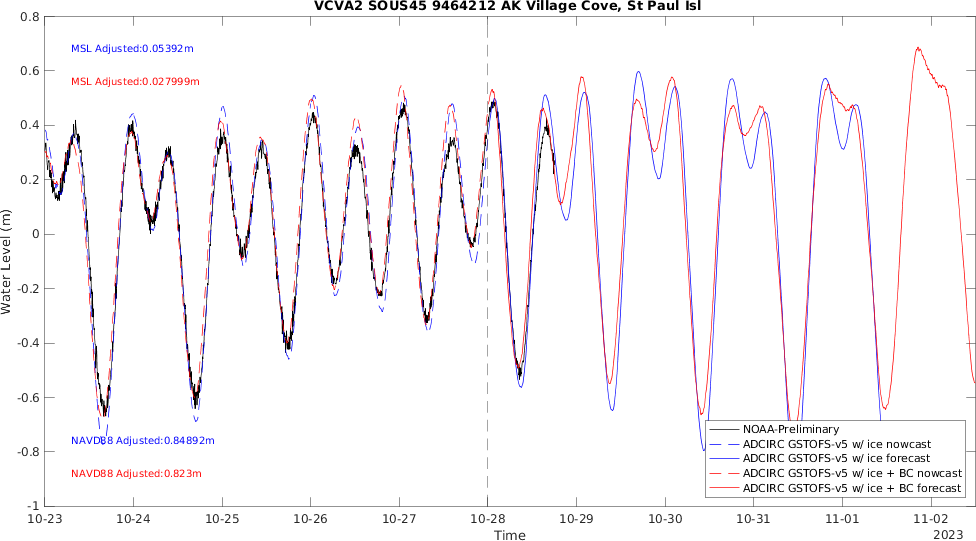 VCVA2 SOUS45 9464212 AK Village Cove, St Paul Isl
MSL Adjusted:0.05392m
MSL Adjusted:0.027999m
NAVD88 Adjusted:0.84892m
NAVD88 Adjusted:0.823m
Water Level (m)
0.8
0.6
0.4
0.2
0
-0.2
-0.4
-0.6
-0.8
-1
NOAA-Preliminary
ADCIRC GSTOFS-v5 w/ ice nowcast
ADCIRC GSTOFS-v5 w/ ice forecast
ADCIRC GSTOFS-v5 w/ ice + BC nowcast
ADCIRC GSTOFS-v5 w/ ice + BC forecast
10-23 10-24 10-25 10-26 10-27 10-28 10-29 10-30 10-31 11-01 11-02
Time
2023